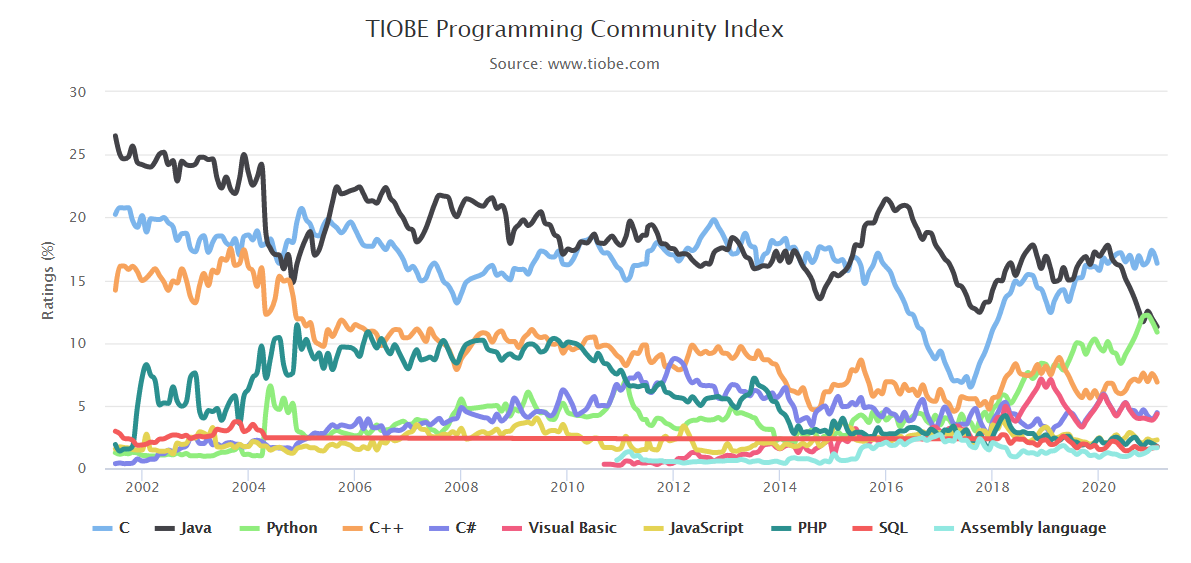 TIOBE Programming Community Index
Source: www.tiobe.com
Ratings (%)
30
25
20
15
10
5
0
2002 2004 2006 2008 2010 2012 2014 2016 2018 2020
C Java Python C++ C# Visual Basic JavaScript PHP SQL Assembly language